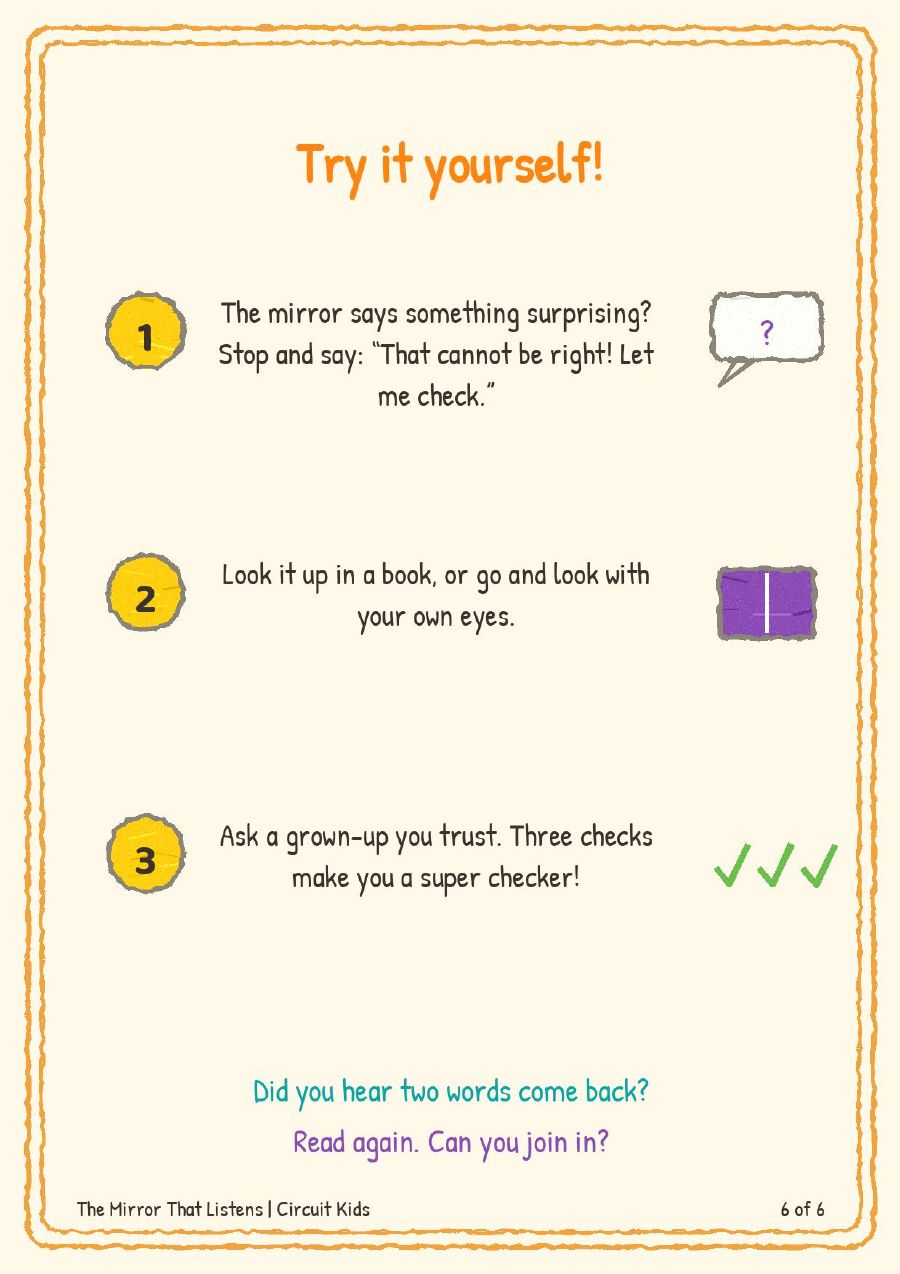 Try it yourself!
1
The mirror says something surprising?
Stop and say: “That cannot be right! Let
me check.”
?
2
Look it up in a book, or go and look with
your own eyes.
3
Ask a grown-up you trust. Three checks
make you a super checker!
Did you hear two words come back?
Read again. Can you join in?
The Mirror That Listens | Circuit Kids
6 of 6